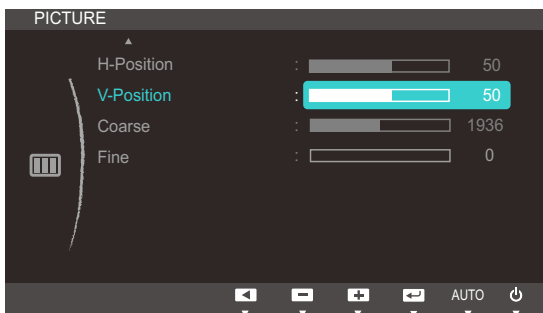 PICTURE
H-Position : 50
V-Position : 50
Coarse : 1936
Fine : 0
AUTO